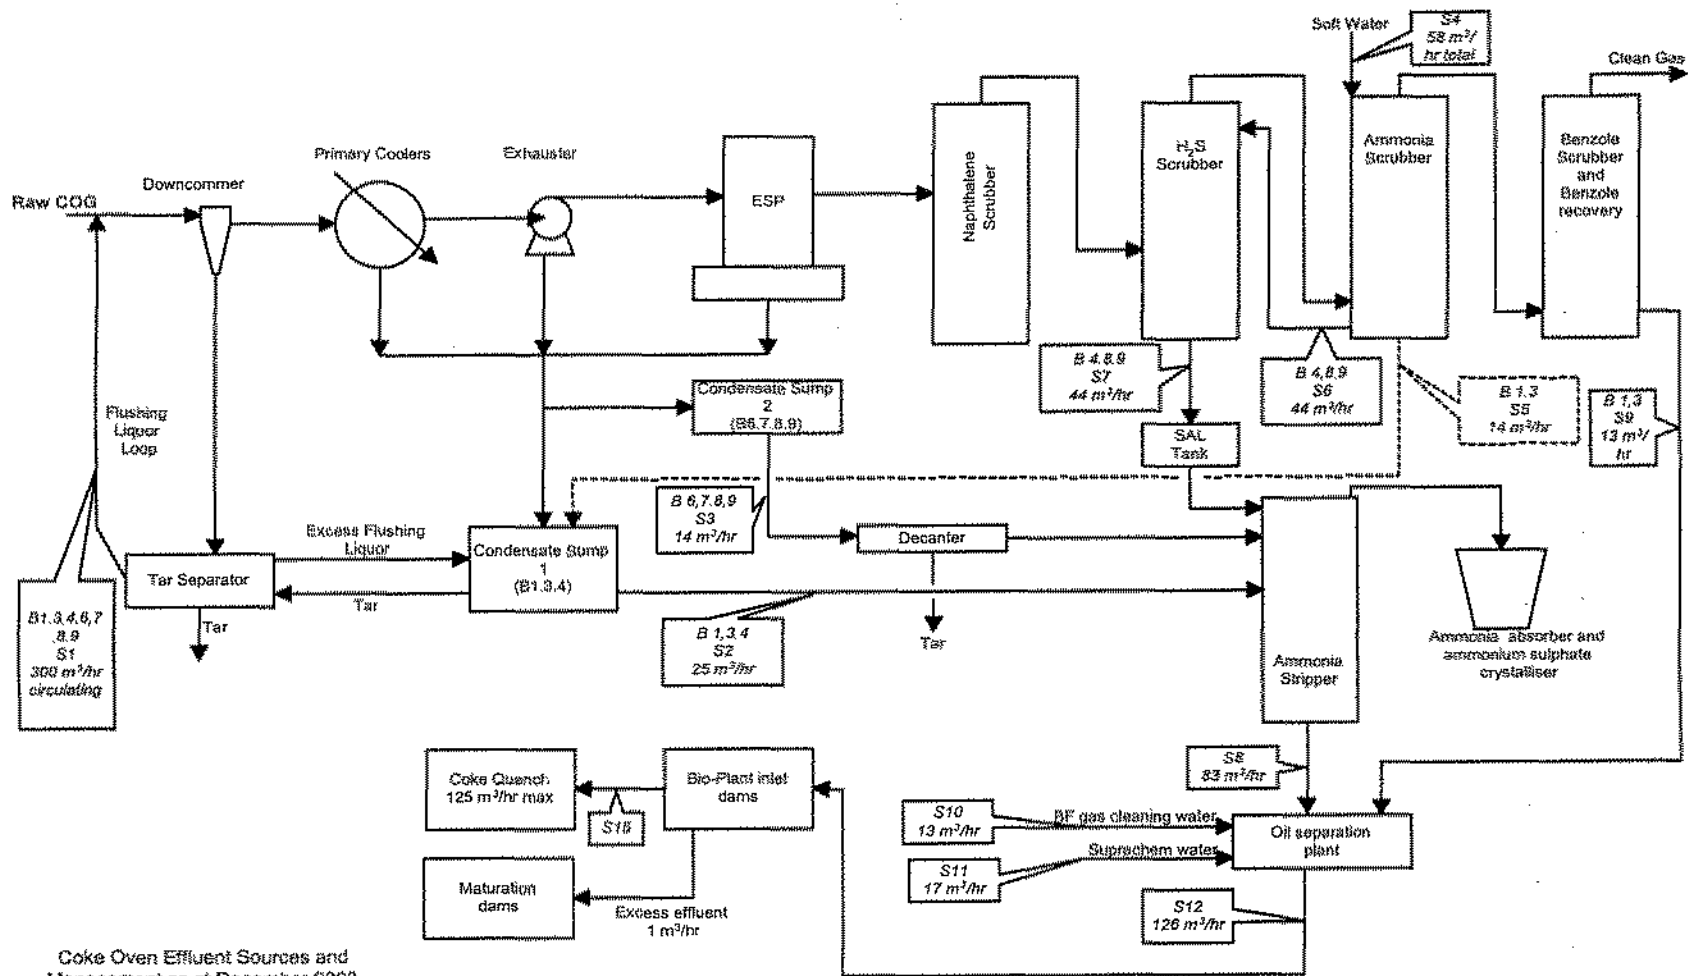 Soft Water
S4
58 m³/
hr total
Clean Gas
Raw COG
Downcommer
Primary Coolers
Exhauster
ESP
Naphthalene
Scrubber
H₂S
Scrubber
Ammonia
Scrubber
Benzole
Scrubber
and
Benzole
recovery
Flushing
Liquor
Loop
Condensate Sump
2
(B6,7,8,9)
B 4,8,9
S7
44 m³/hr
B 4,8,9
S6
44 m³/hr
B 1,3
S5
14 m³/hr
B 1,3
S9
13 m³/
hr
SAL
Tank
B 6,7,8,9
S3
14 m³/hr
Excess Flushing
Liquor
Tar Separator
Tar
Tar
Condensate Sump
1
(B1,3,4)
Decanter
Tar
B1,3,4,6,7
,8,9
S1
300 m³/hr
circulating
B 1,3,4
S2
25 m³/hr
Ammonia
Stripper
Ammonia absorber and
ammonium sulphate
crystalliser
S8
83 m³/hr
Coke Quench
125 m³/hr max
Bio-Plant inlet
dams
S10
13 m³/hr
BF gas cleaning water
Oil separation
plant
Suprachem water
S11
17 m³/hr
Maturation
dams
Excess effluent
1 m³/hr
S12
126 m³/hr
Coke Oven Effluent Sources and